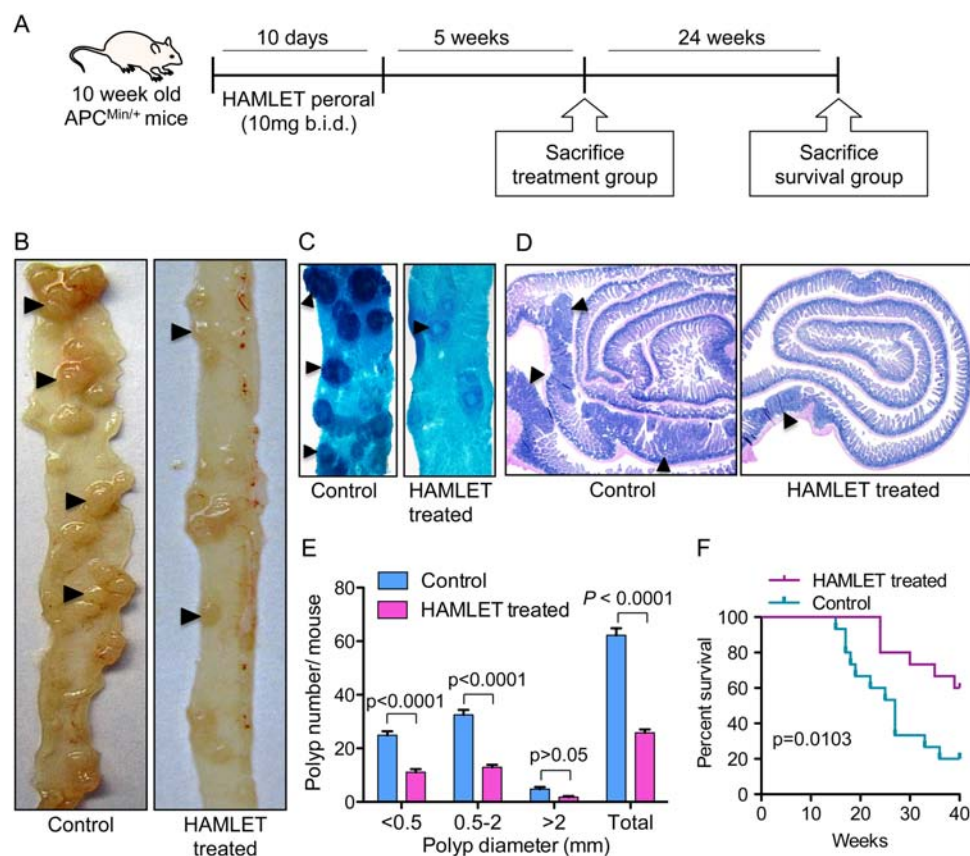 A
10 days
5 weeks
24 weeks
10 week old
APC^Min/+ mice
HAMLET peroral
(10mg b.i.d.)
Sacrifice
treatment group
Sacrifice
survival group
B
Control
HAMLET
treated
C
Control
HAMLET
treated
D
Control
HAMLET treated
E
Control
HAMLET treated
Polyp number/ mouse
80
60
40
20
0
p<0.0001
p<0.0001
p>0.05
P < 0.0001
<0.5
0.5-2
>2
Total
Polyp diameter (mm)
F
HAMLET treated
Control
Percent survival
100
80
60
40
20
0
p=0.0103
0
10
20
30
40
Weeks